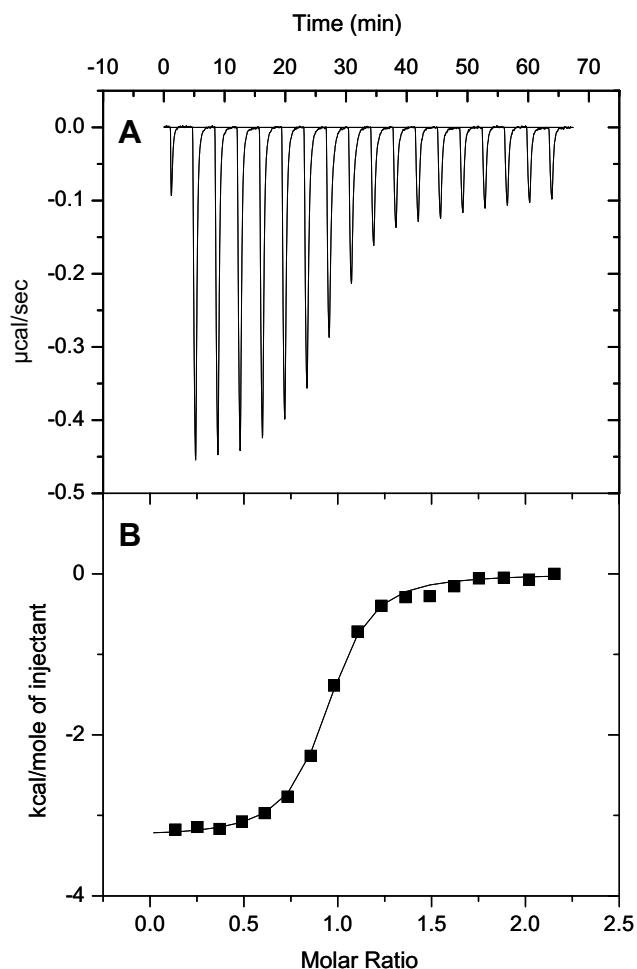 Time (min)
-10 0 10 20 30 40 50 60 70
A
0.0
-0.1
-0.2
-0.3
-0.4
-0.5
µcal/sec
B
0
-2
-4
kcal/mole of injectant
0.0 0.5 1.0 1.5 2.0 2.5
Molar Ratio